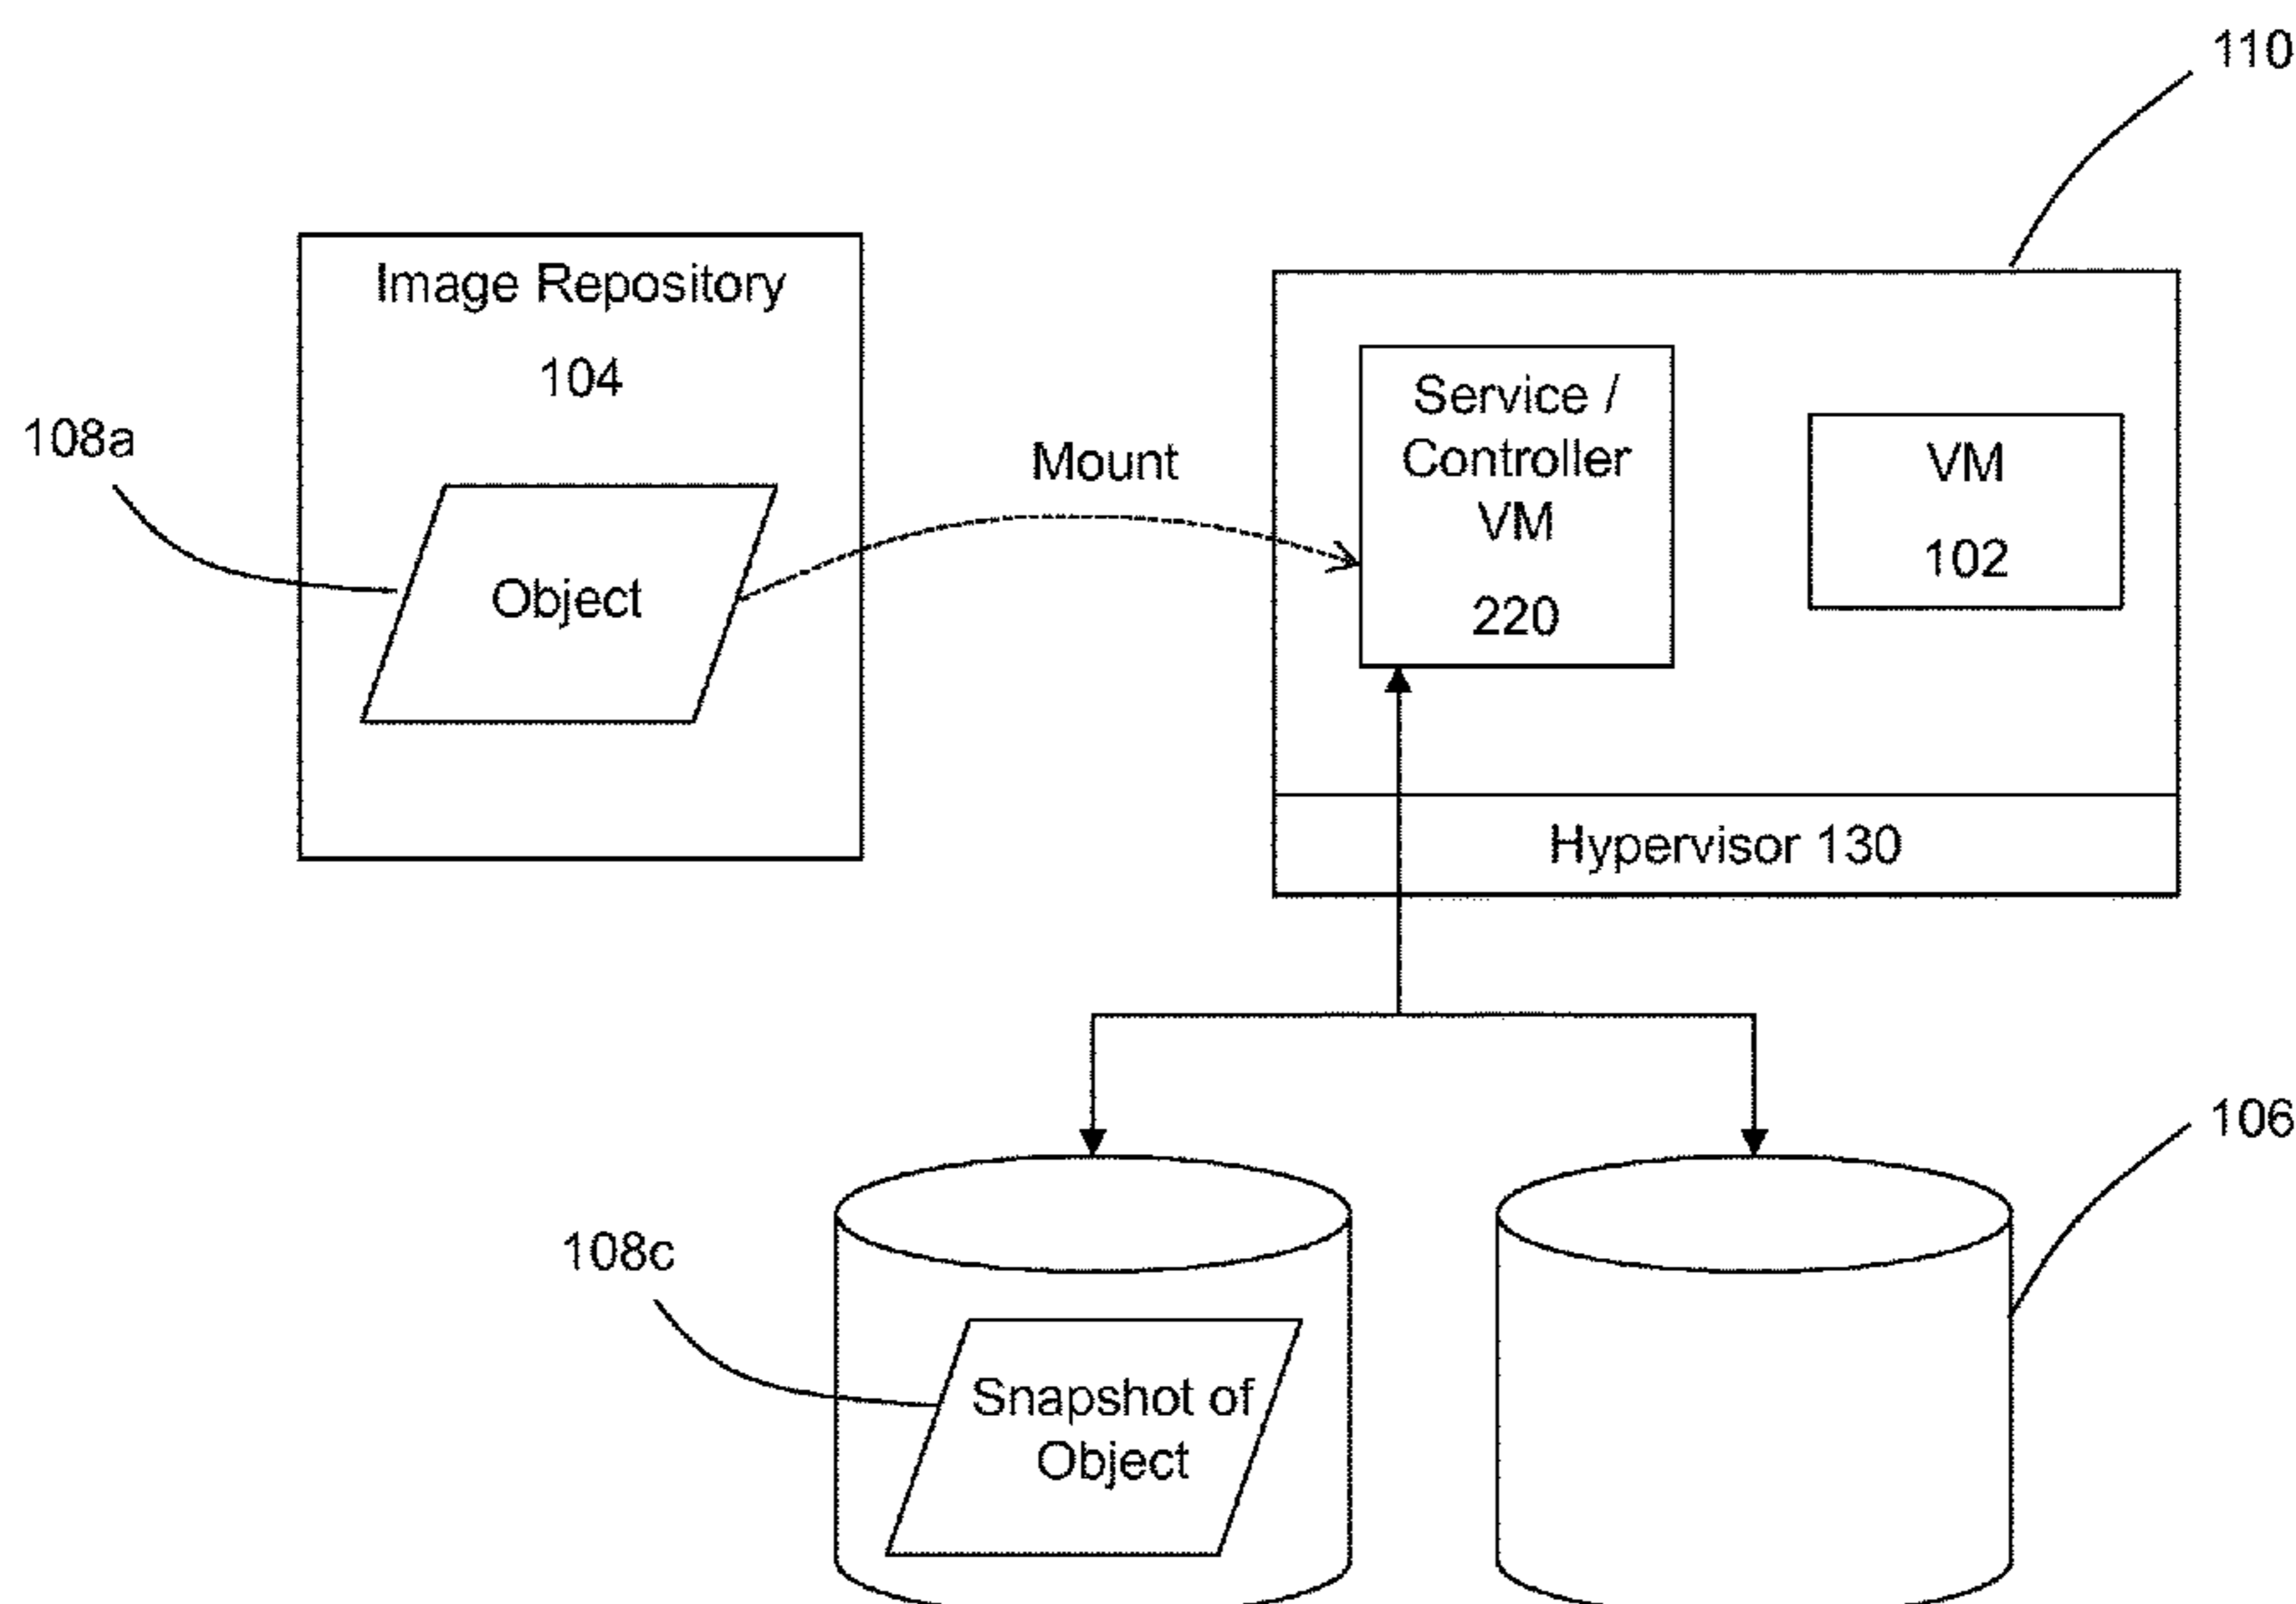 110
Image Repository
104
108a
Object
Mount
Service /
Controller
VM
220
VM
102
Hypervisor 130
106
108c
Snapshot of
Object